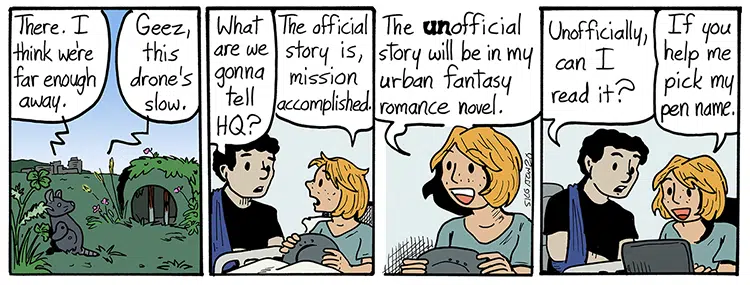 There. I
think we're
far enough
away.
Geez,
this
drone's
slow.
What
are we
gonna
tell
HQ?
The official
story is,
mission
accomplished.
The unofficial
story will be in my
urban fantasy
romance novel.
Unofficially,
can I
read it?
If you
help me
pick my
pen name.